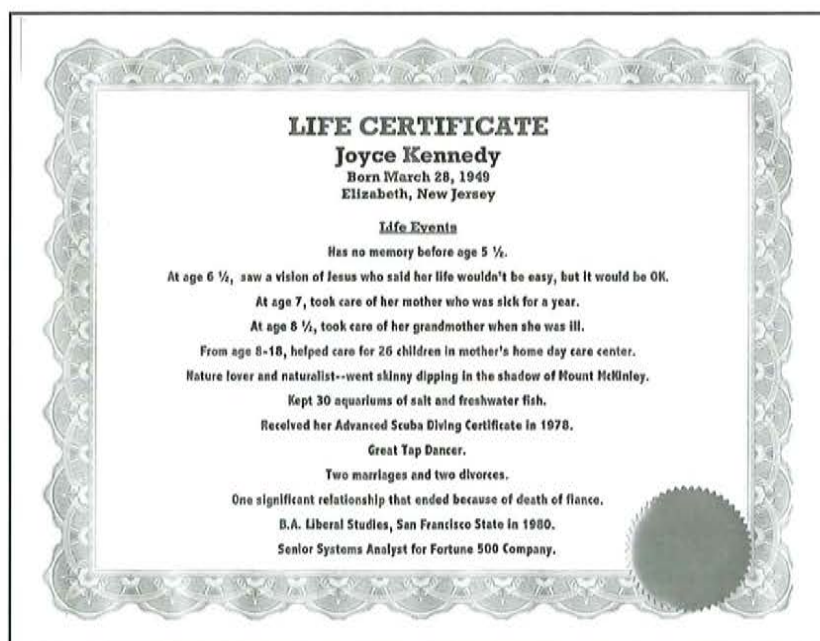 LIFE CERTIFICATE
Joyce Kennedy
Born March 28, 1949
Elizabeth, New Jersey
Life Events
Has no memory before age 5 ½.
At age 6 ½, saw a vision of Jesus who said her life wouldn't be easy, but it would be OK.
At age 7, took care of her mother who was sick for a year.
At age 8 ½, took care of her grandmother when she was ill.
From age 8-18, helped care for 26 children in mother's home day care center.
Nature lover and naturalist--went skinny dipping in the shadow of Mount McKinley.
Kept 30 aquariums of salt and freshwater fish.
Received her Advanced Scuba Diving Certificate in 1978.
Great Tap Dancer.
Two marriages and two divorces.
One significant relationship that ended because of death of fiance.
B.A. Liberal Studies, San Francisco State in 1980.
Senior Systems Analyst for Fortune 500 Company.